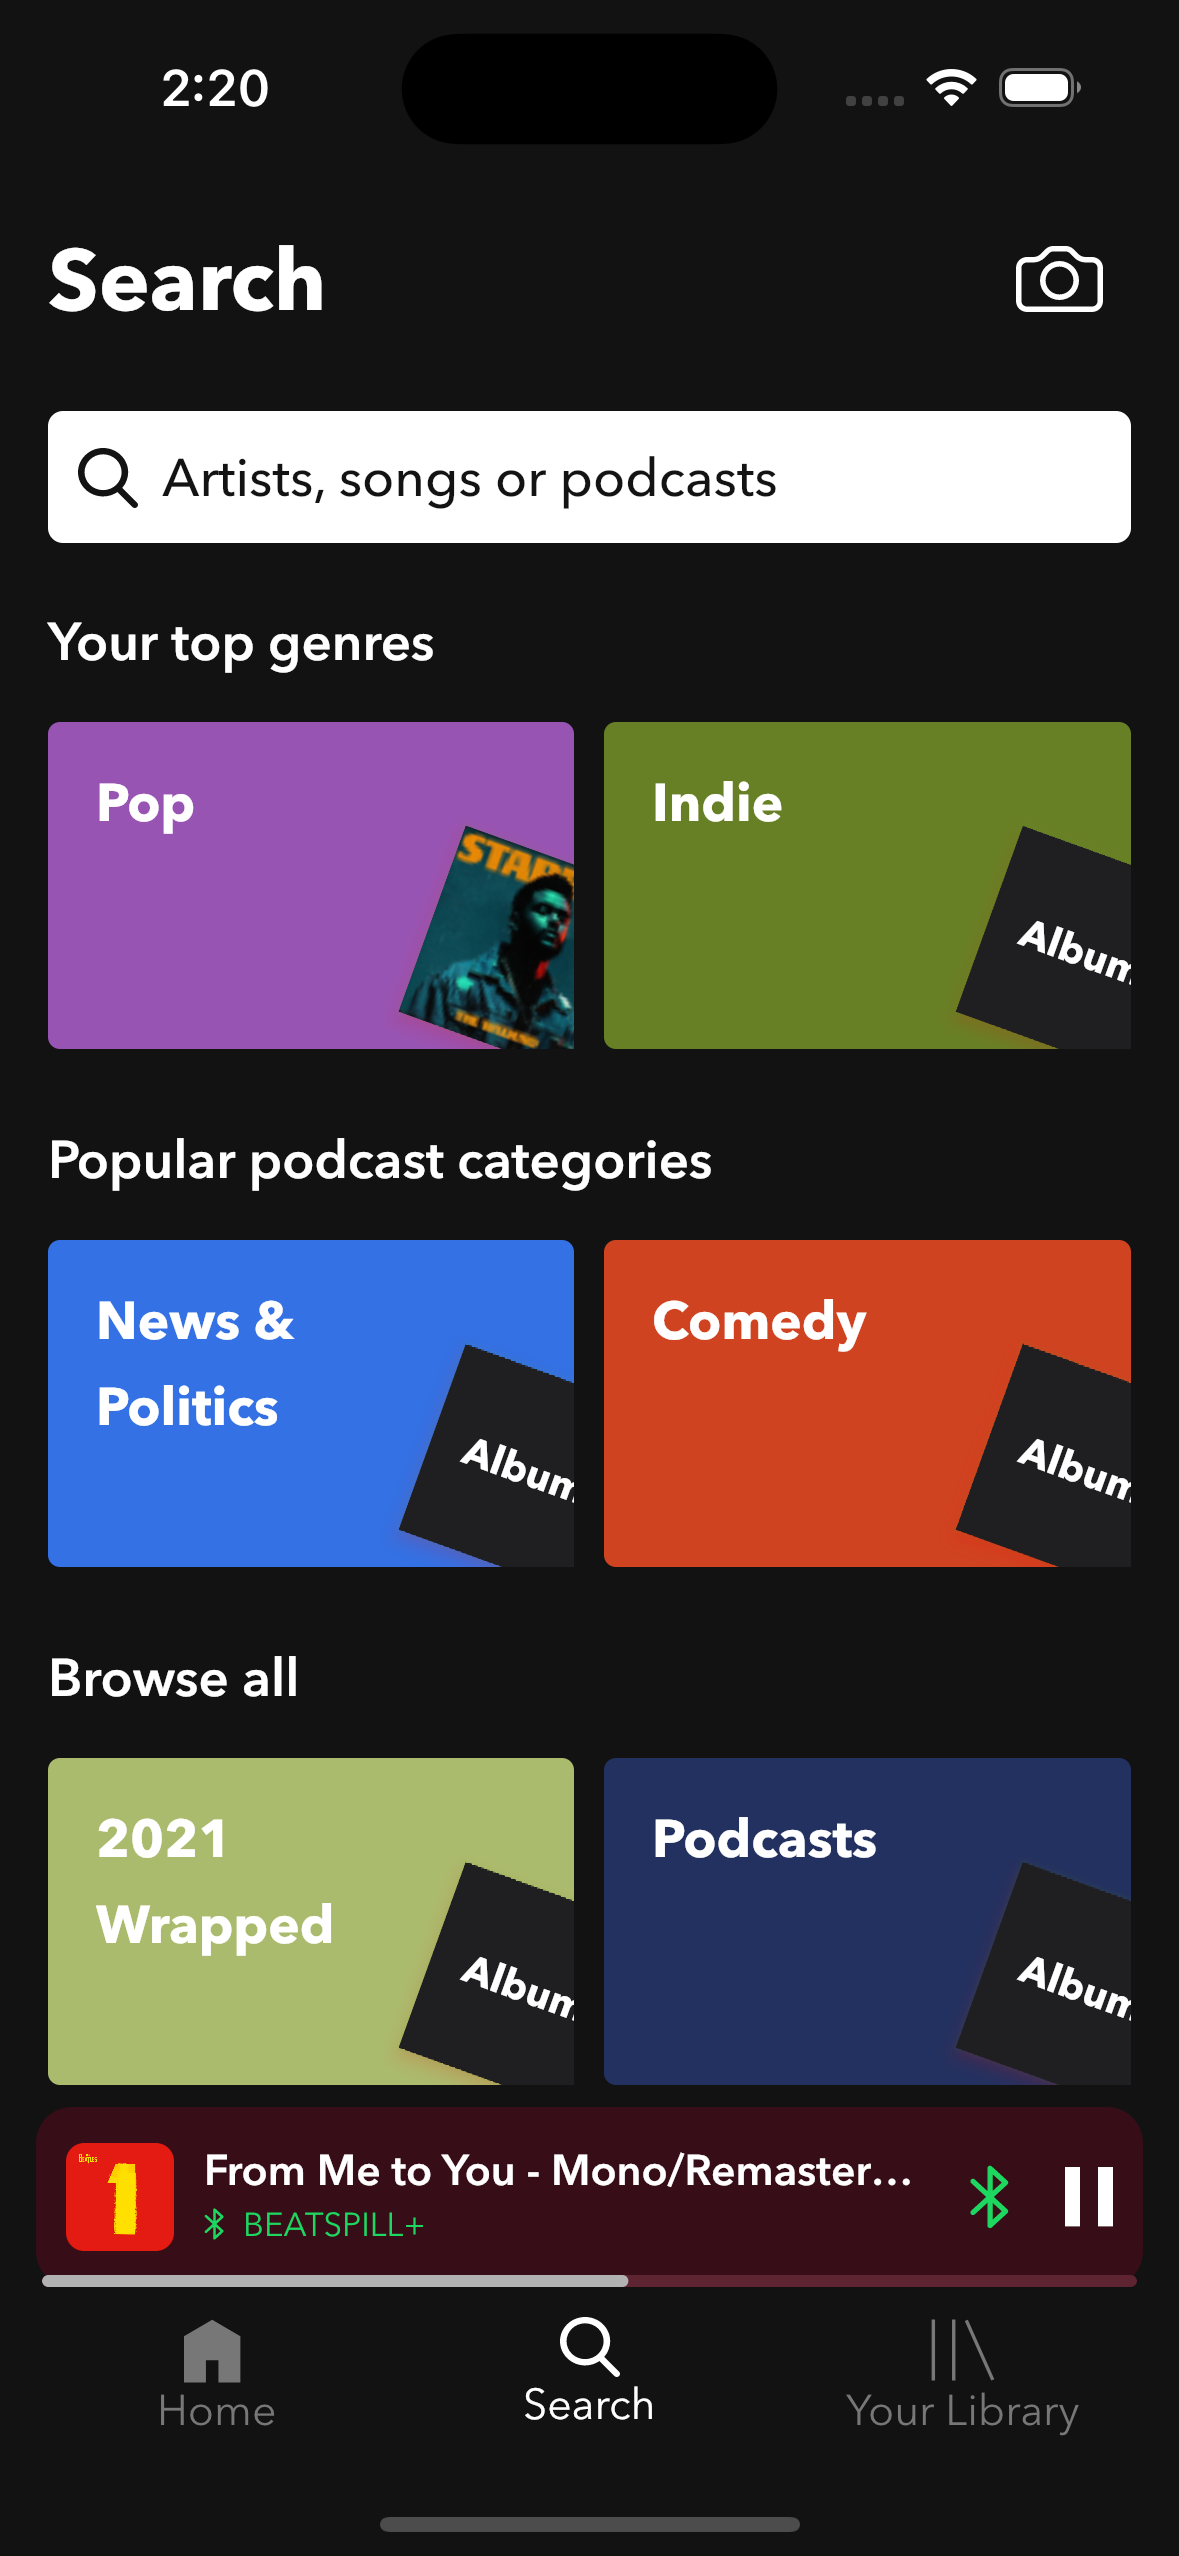 2:20
Search
Artists, songs or podcasts
Your top genres
Pop
STAR
Indie
Album
Popular podcast categories
News &
Politics
Album
Comedy
Album
Browse all
2021
Wrapped
Album
Podcasts
Album
1
From Me to You - Mono/Remaster...
BEATSPILL+
Home
Search
Your Library